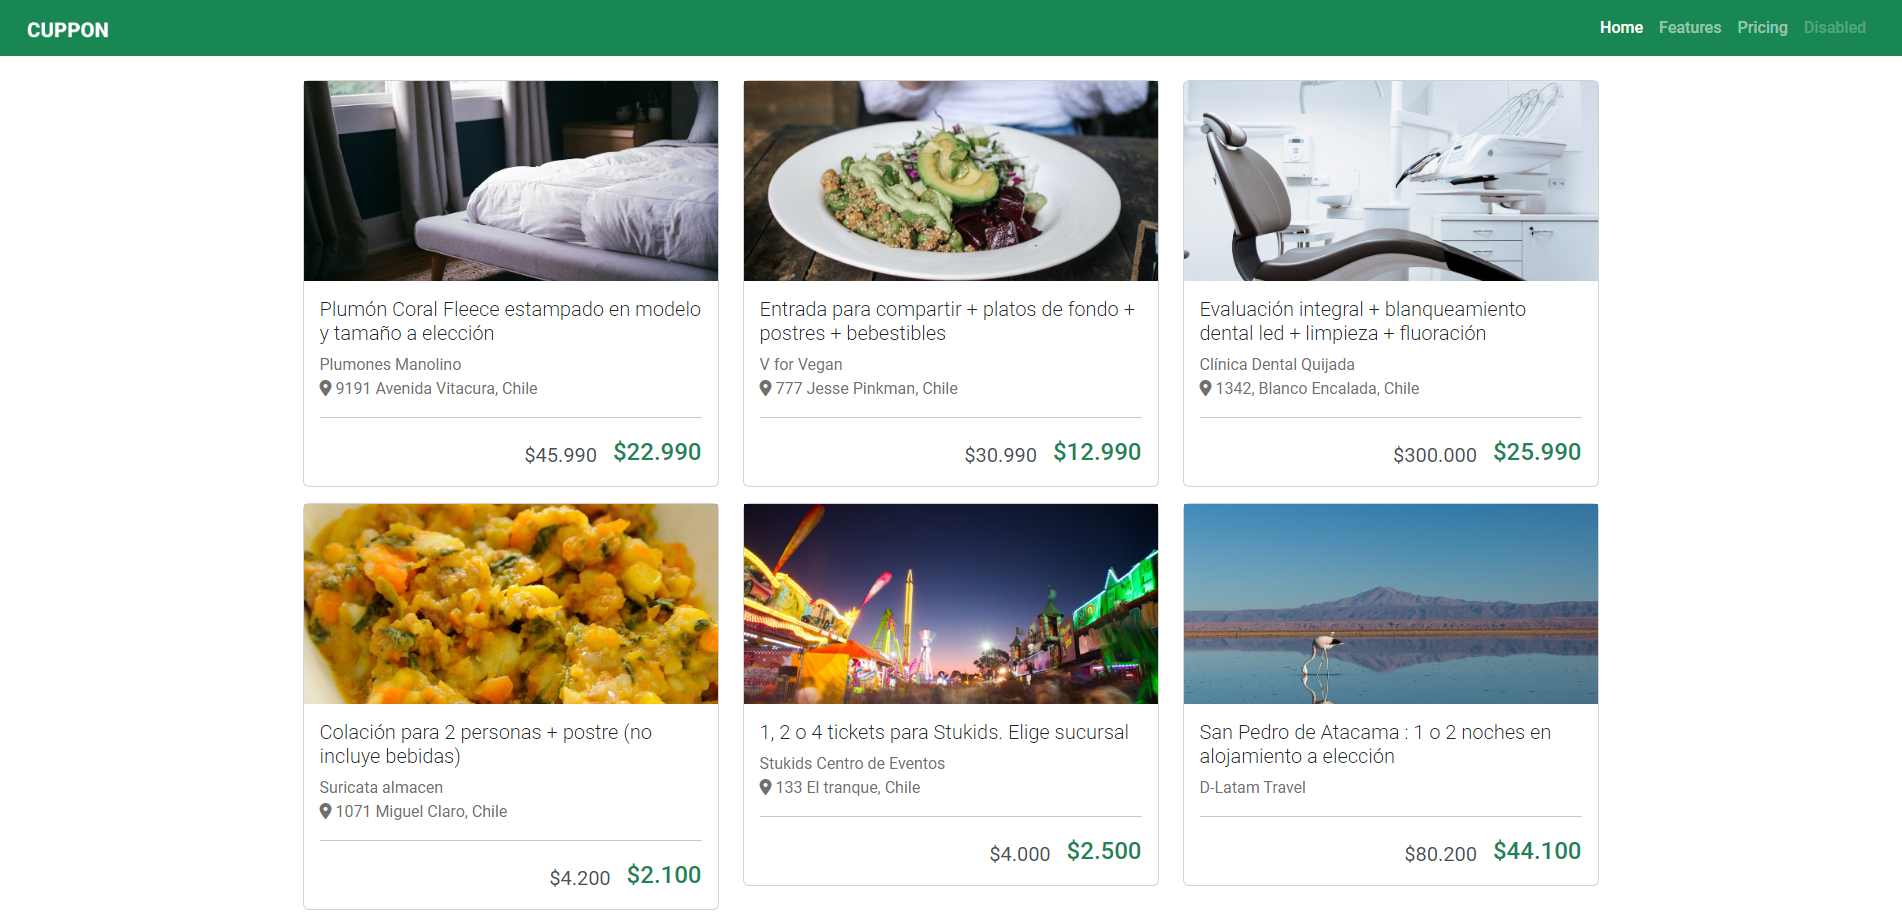 CUPPON
Home Features Pricing Disabled
Plumón Coral Fleece estampado en modelo
y tamaño a elección
Plumones Manolino
9191 Avenida Vitacura, Chile
$45.990 $22.990
Entrada para compartir + platos de fondo +
postres + bebestibles
V for Vegan
777 Jesse Pinkman, Chile
$30.990 $12.990
Evaluación integral + blanqueamiento
dental led + limpieza + fluoración
Clínica Dental Quijada
1342, Blanco Encalada, Chile
$300.000 $25.990
Colación para 2 personas + postre (no
incluye bebidas)
Suricata almacen
1071 Miguel Claro, Chile
$4.200 $2.100
1, 2 o 4 tickets para Stukids. Elige sucursal
Stukids Centro de Eventos
133 El tranque, Chile
$4.000 $2.500
San Pedro de Atacama : 1 o 2 noches en
alojamiento a elección
D-Latam Travel
$80.200 $44.100